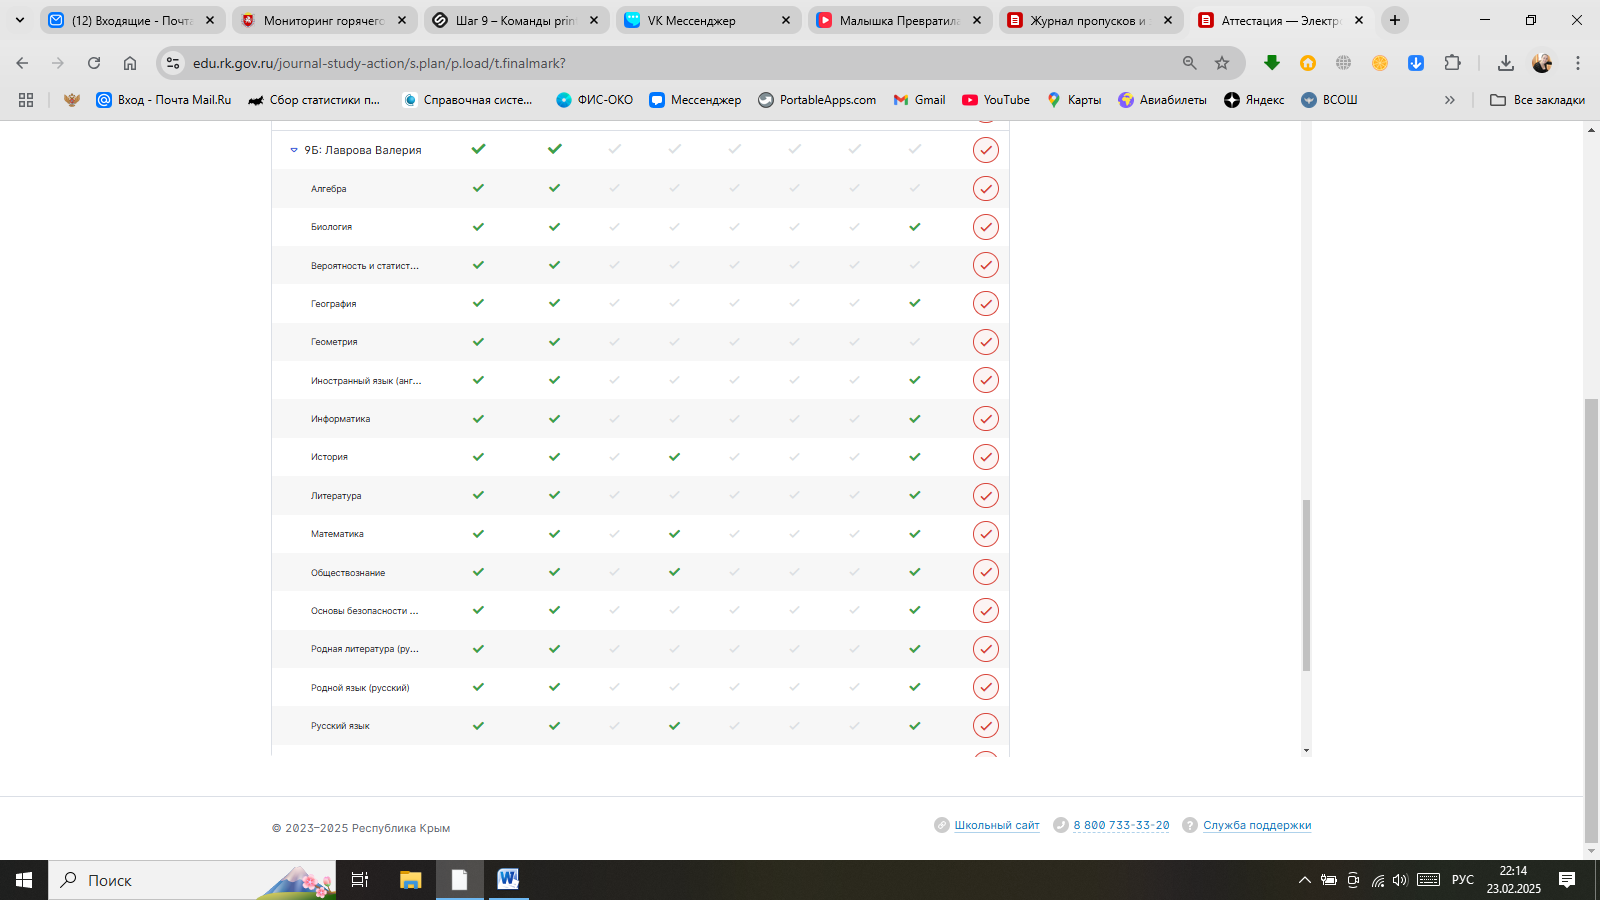 (12) Входящие - Почта
Мониторинг горячего
Шаг 9 – Команды prin
VK Мессенджер
Малышка Превратила
Журнал пропусков и
Аттестация — Электро
edu.rk.gov.ru/journal-study-action/s.plan/p.load/t.finalmark?
Вход - Почта Mail.Ru
Сбор статистики п...
Справочная систе...
ФИС-ОКО
Мессенджер
PortableApps.com
Gmail
YouTube
Карты
Авиабилеты
Яндекс
ВСОШ
»
Все закладки
9Б: Лаврова Валерия
Алгебра
Биология
Вероятность и статист...
География
Геометрия
Иностранный язык (анг...
Информатика
История
Литература
Математика
Обществознание
Основы безопасности ...
Родная литература (ру...
Родной язык (русский)
Русский язык
© 2023–2025 Республика Крым
Школьный сайт
8 800 733-33-20
Служба поддержки
Поиск
РУС
22:14
23.02.2025